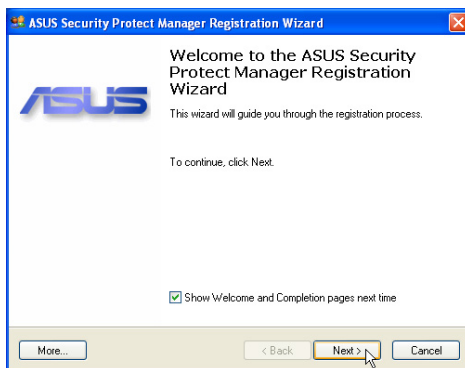 ASUS Security Protect Manager Registration Wizard
Welcome to the ASUS Security
Protect Manager Registration
Wizard
ASUS
This wizard will guide you through the registration process.
To continue, click Next.
Show Welcome and Completion pages next time
More...
< Back
Next >
Cancel